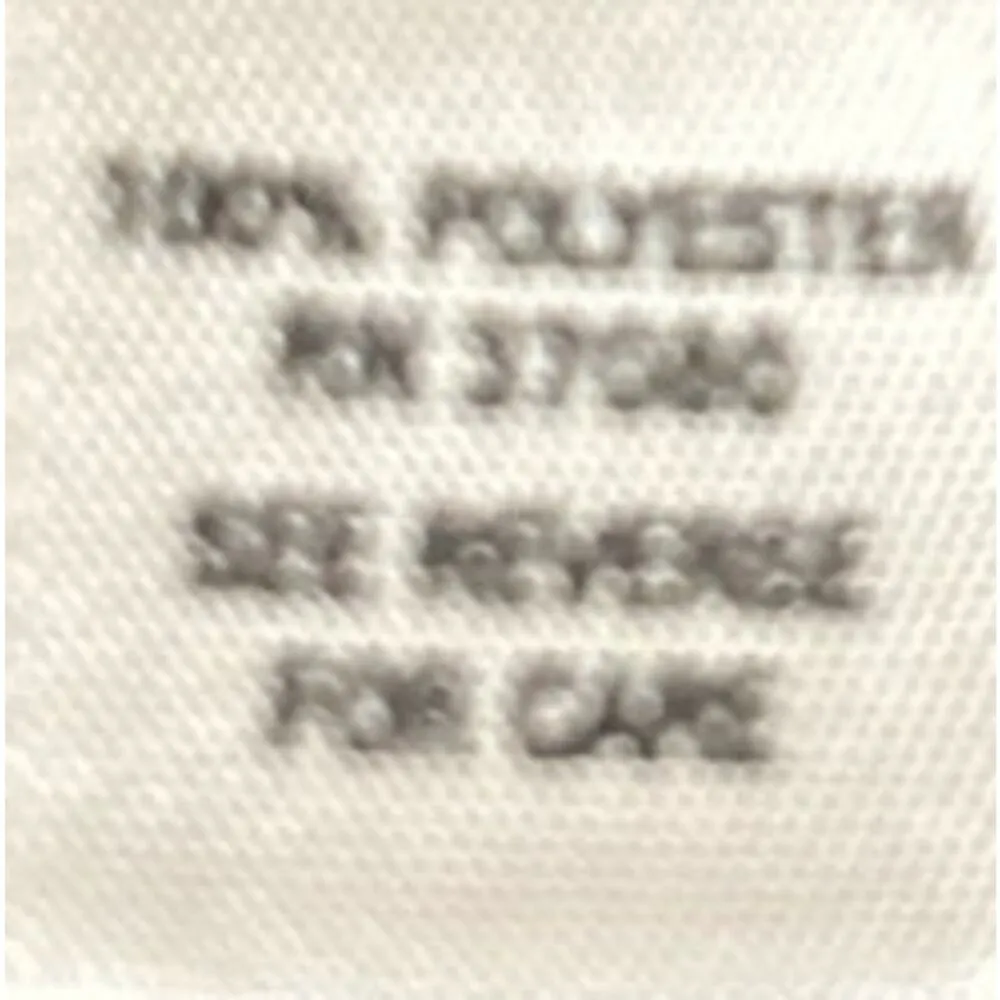 100% POLYESTER
RN
SEE REVERSE
FOR CARE